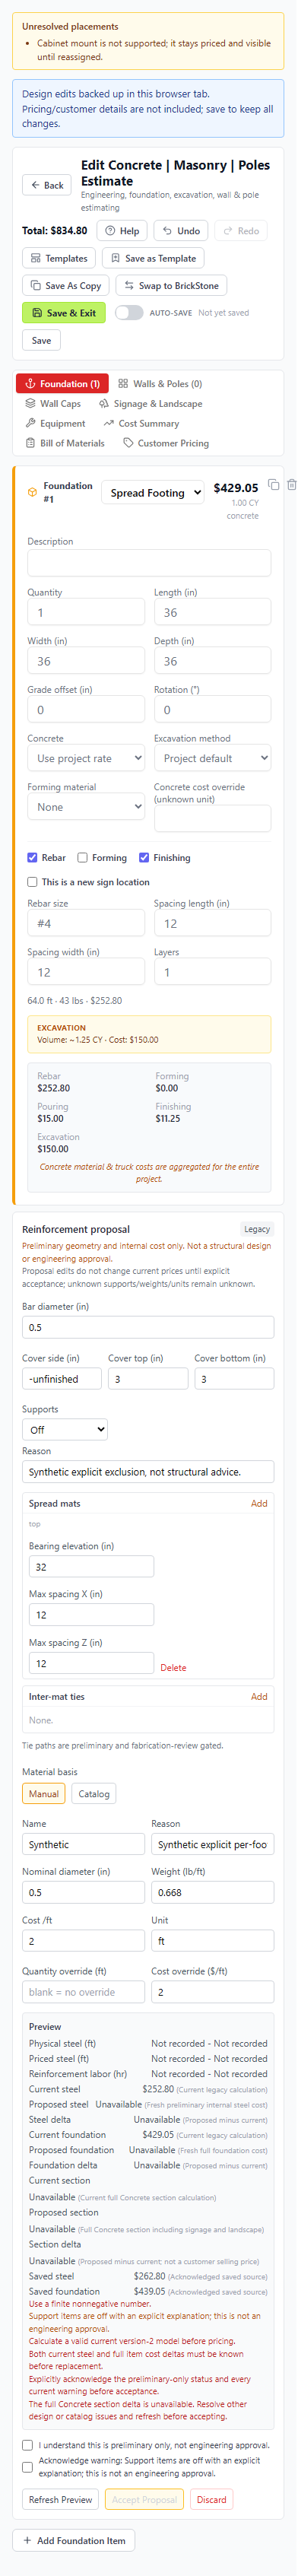 Unresolved placements
Cabinet mount is not supported; it stays priced and visible
until reassigned.
Design edits backed up in this browser tab.
Pricing/customer details are not included; save to keep all
changes.
Back
Edit Concrete | Masonry | Poles
Estimate
Engineering, foundation, excavation, wall & pole
estimating
Total: $834.80
Help
Undo
Redo
Templates
Save as Template
Save As Copy
Swap to BrickStone
Save & Exit
AUTO-SAVE
Not yet saved
Save
Foundation (1)
Walls & Poles (0)
Wall Caps
Signage & Landscape
Equipment
Cost Summary
Bill of Materials
Customer Pricing
Foundation
#1
Spread Footing
$429.05
1.00 CY
concrete
Description
Quantity
Length (in)
1
36
Width (in)
Depth (in)
36
36
Grade offset (in)
Rotation (°)
0
0
Concrete
Excavation method
Use project rate
Project default
Forming material
Concrete cost override
(unknown unit)
None
Rebar
Forming
Finishing
This is a new sign location
Rebar size
Spacing length (in)
#4
12
Spacing width (in)
Layers
12
1
64.0 ft · 43 lbs · $252.80
EXCAVATION
Volume: ~1.25 CY · Cost: $150.00
Rebar
Forming
$252.80
$0.00
Pouring
Finishing
$15.00
$11.25
Excavation
$150.00
Concrete material & truck costs are aggregated for the entire
project.
Reinforcement proposal
Legacy
Preliminary geometry and internal cost only. Not a structural design
or engineering approval.
Proposal edits do not change current prices until explicit
acceptance; unknown supports/weights/units remain unknown.
Bar diameter (in)
0.5
Cover side (in)
Cover top (in)
Cover bottom (in)
-unfinished
3
3
Supports
Off
Reason
Synthetic explicit exclusion, not structural advice.
Spread mats
Add
top
Bearing elevation (in)
32
Max spacing X (in)
12
Max spacing Z (in)
12
Delete
Inter-mat ties
Add
None.
Tie paths are preliminary and fabrication-review gated.
Material basis
Manual
Catalog
Name
Reason
Synthetic
Synthetic explicit per-foo
Nominal diameter (in)
Weight (lb/ft)
0.5
0.668
Cost /ft
Unit
2
ft
Quantity override (ft)
Cost override ($/ft)
blank = no override
2
Preview
Physical steel (ft)
Not recorded - Not recorded
Priced steel (ft)
Not recorded - Not recorded
Reinforcement labor (hr)
Not recorded - Not recorded
Current steel
$252.80 (Current legacy calculation)
Proposed steel
Unavailable (Fresh preliminary internal steel cost)
Steel delta
Unavailable (Proposed minus current)
Current foundation
$429.05 (Current legacy calculation)
Proposed foundation
Unavailable (Fresh full foundation cost)
Foundation delta
Unavailable (Proposed minus current)
Current section
Unavailable (Current full Concrete section calculation)
Proposed section
Unavailable (Full Concrete section including signage and landscape)
Section delta
Unavailable (Proposed minus current; not a customer selling price)
Saved steel
$262.80 (Acknowledged saved source)
Saved foundation
$439.05 (Acknowledged saved source)
Use a finite nonnegative number.
Support items are off with an explicit explanation; this is not an
engineering approval.
Calculate a valid current version-2 model before pricing.
Both current steel and full item cost deltas must be known
before replacement.
Explicitly acknowledge the preliminary-only status and every
current warning before acceptance.
The full Concrete section delta is unavailable. Resolve other
design or catalog issues and refresh before accepting.
I understand this is preliminary only, not engineering approval.
Acknowledge warning: Support items are off with an explicit
explanation; this is not an engineering approval.
Refresh Preview
Accept Proposal
Discard
Add Foundation Item